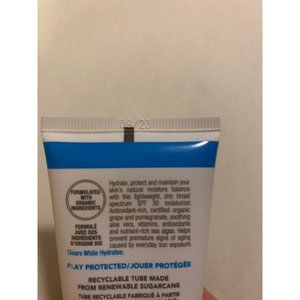 09/23
FORMULATED
WITH
ORGANIC
INGREDIENTS
FORMULÉ
AVEC DES
INGRÉDIENTS
D'ORIGINE BIO
Hydrate, protect and maintain your
skin's natural moisture balance
with this lightweight, zinc broad
spectrum SPF 30 moisturizer.
Antioxidant-rich, certified organic
grape and pomegranate, soothing
aloe vera, vitamins, antioxidants
and nutrient-rich sea algae. Helps
prevent premature signs of aging
caused by everyday sun exposure.
Clears White Hydrates.
PLAY PROTECTED/JOUER PROTÉGÉE
RECYCLABLE TUBE MADE
FROM RENEWABLE SUGARCANE
TUBE RECYCLABLE FABRIQUÉ À PARTIR